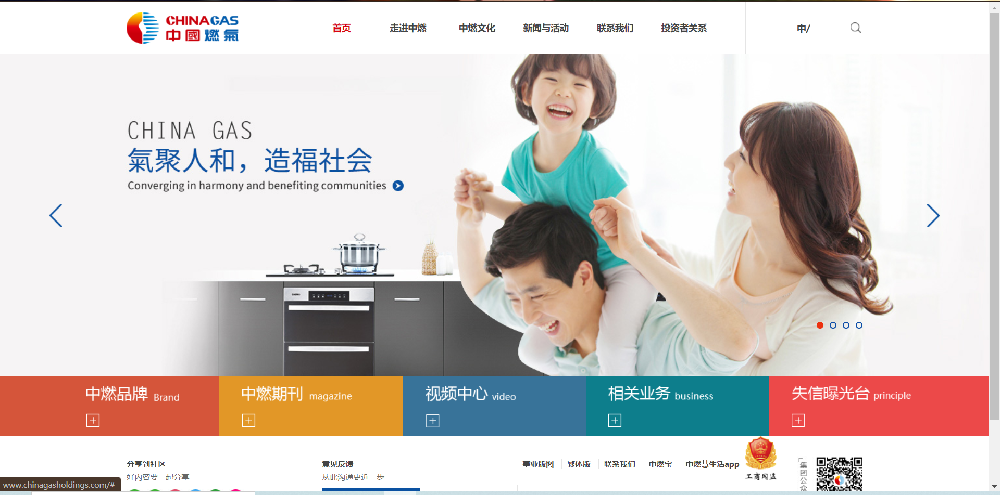 CHINAGAS
中國燃氣
首页
走进中燃
中燃文化
新闻与活动
联系我们
投资者关系
中/
CHINA GAS
氣聚人和，造福社会
Converging in harmony and benefiting communities
中燃品牌 Brand
中燃期刊 magazine
视频中心 video
相关业务 business
失信曝光台 principle
分享到社区
好内容要一起分享
意见反馈
从此沟通更近一步
事业版图
繁体版
联系我们
中燃宝
中燃慧生活app
工商网监
「集团公众
www.chinagasholdings.com/#